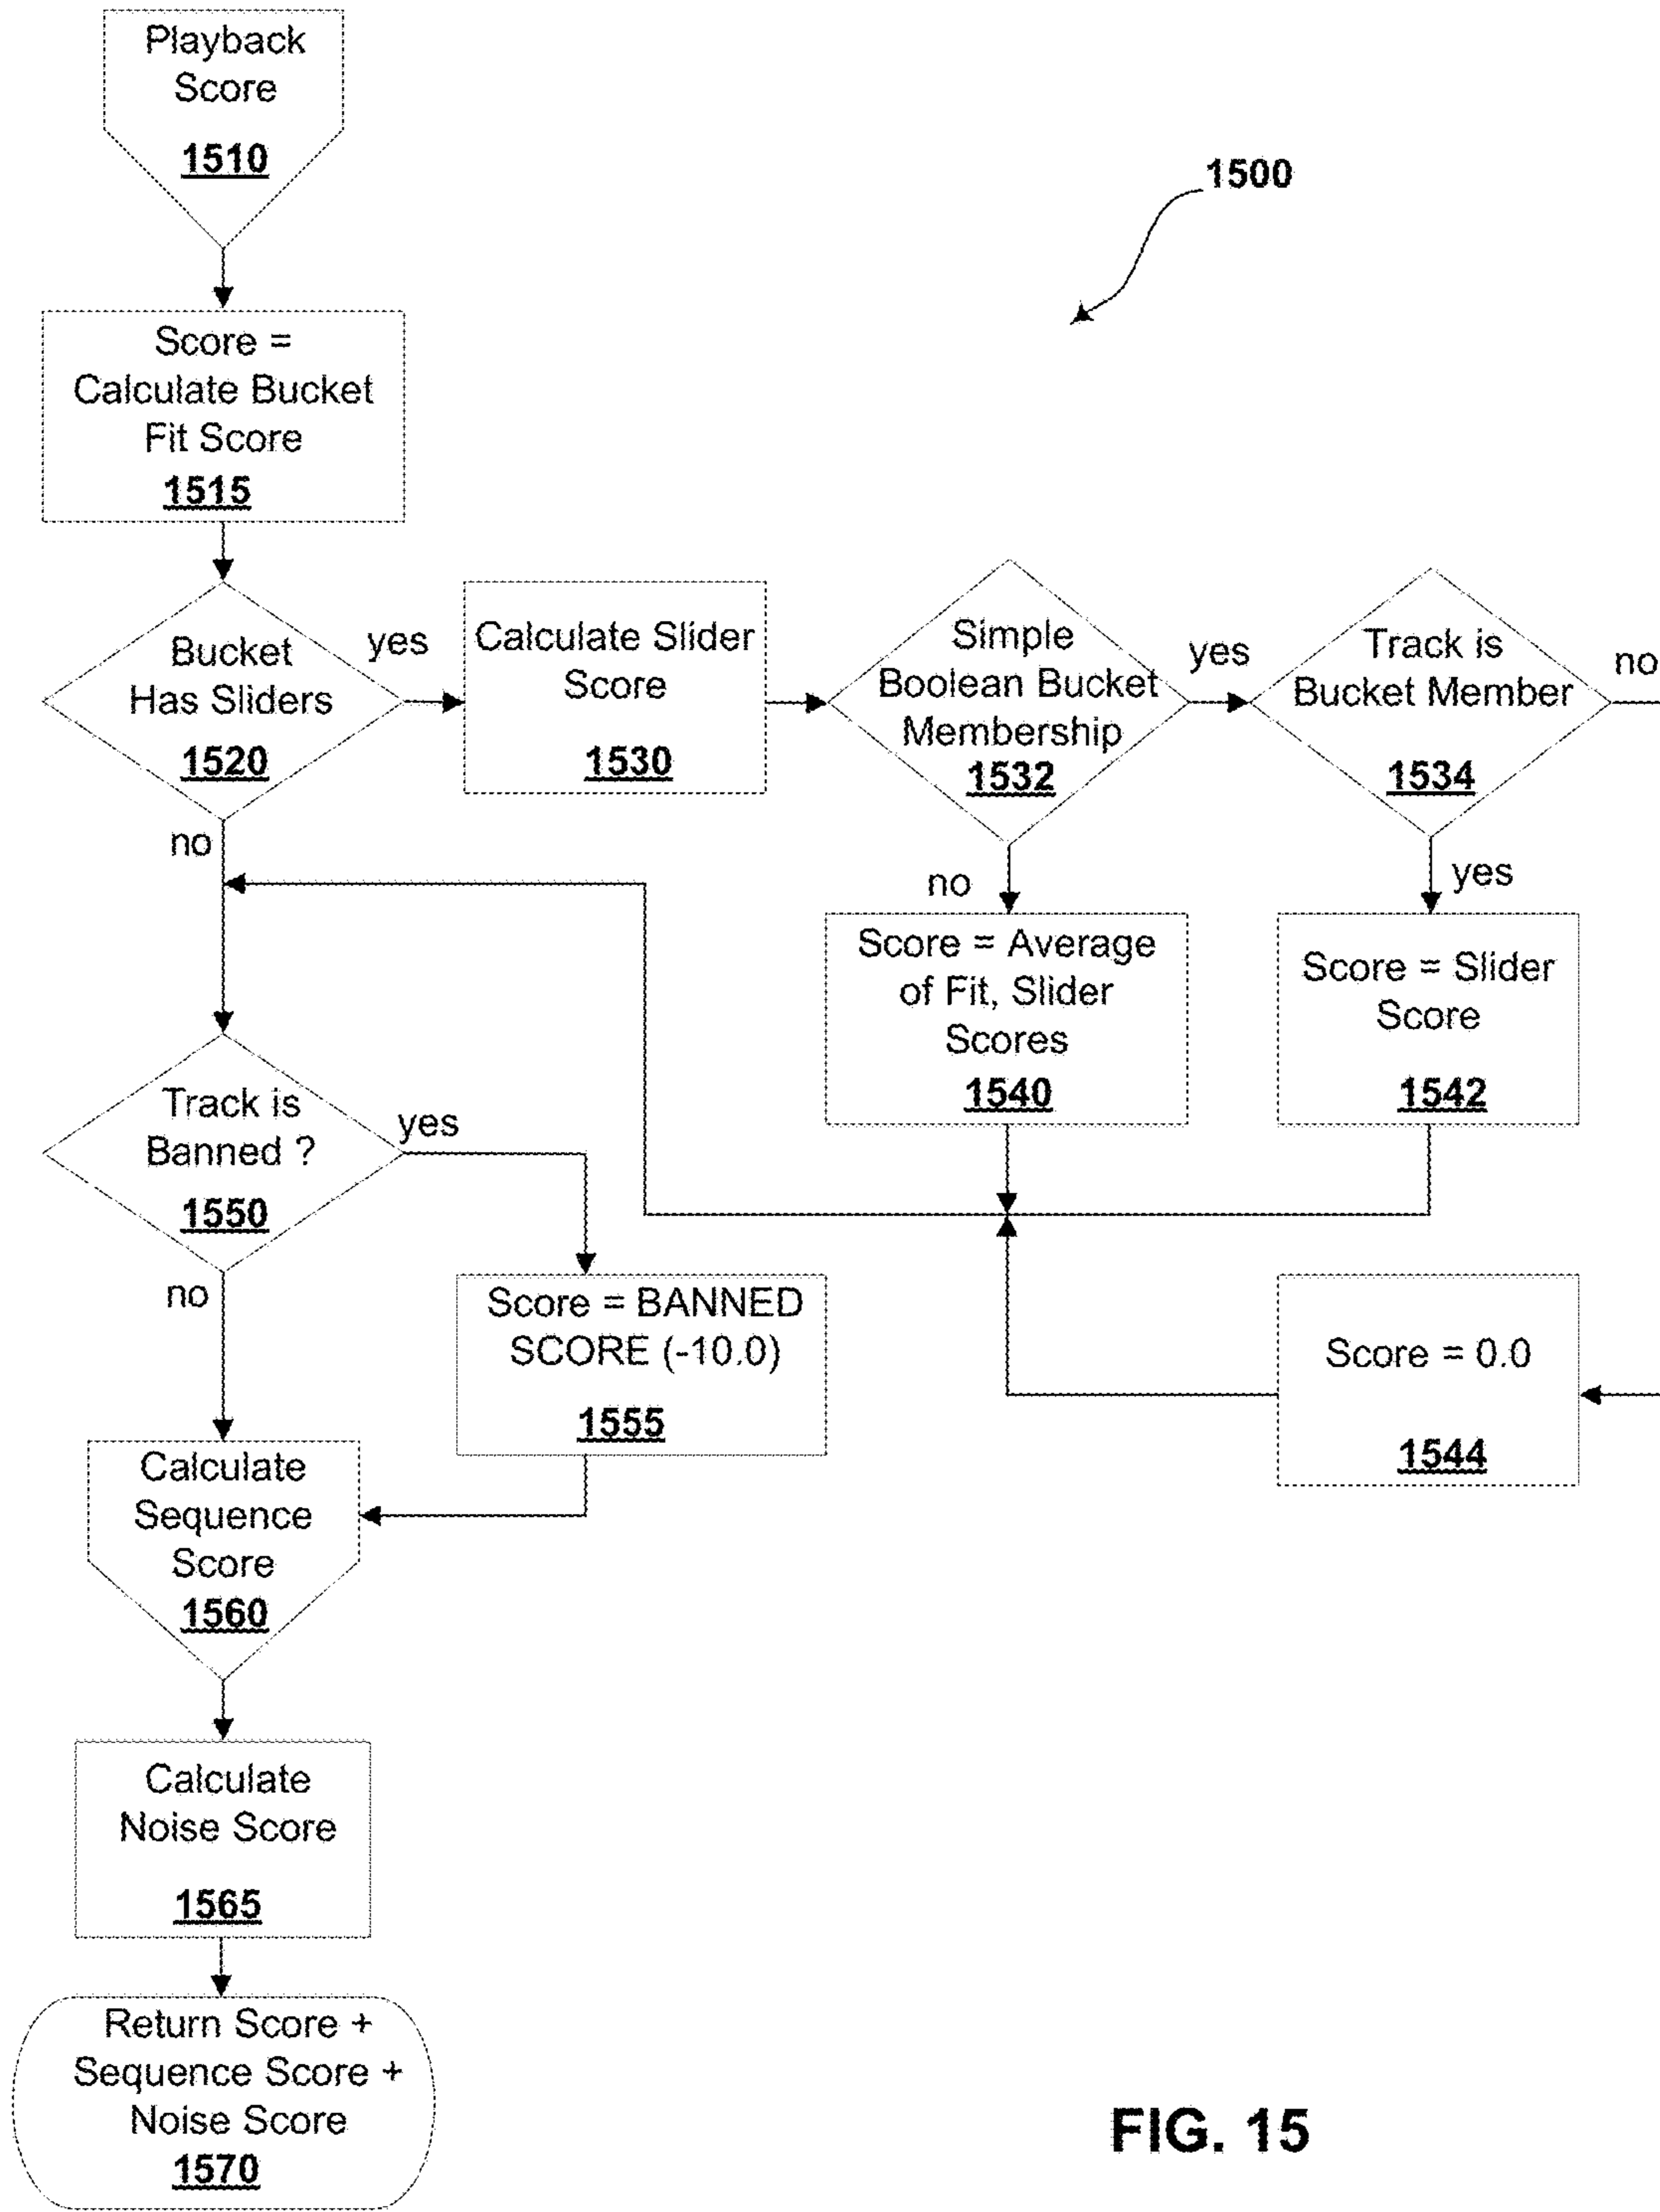 Playback
Score
1510
1500
Score =
Calculate Bucket
Fit Score
1515
Bucket
Has Sliders
1520
yes
no
Calculate Slider
Score
1530
Simple
Boolean Bucket
Membership
1532
yes
no
Track is
Bucket Member
1534
no
yes
Score = Average
of Fit, Slider
Scores
1540
Score = Slider
Score
1542
Score = 0.0
1544
Track is
Banned ?
1550
yes
no
Score = BANNED
SCORE (-10.0)
1555
Calculate
Sequence
Score
1560
Calculate
Noise Score
1565
Return Score +
Sequence Score +
Noise Score
1570
FIG. 15